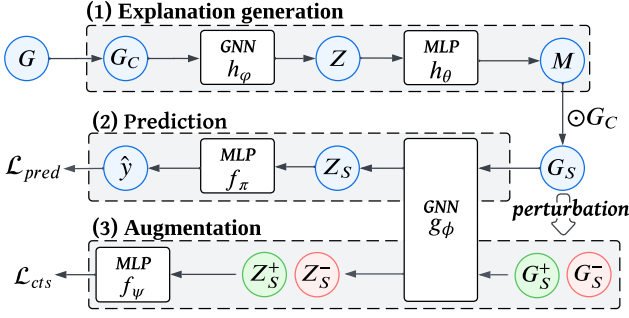 (1) Explanation generation
G
G_C
GNN
h_φ
Z
MLP
h_θ
M
⊙G_C
(2) Prediction
ℒ_pred
ŷ
MLP
f_π
Z_S
GNN
g_ϕ
G_S
perturbation
(3) Augmentation
ℒ_cts
MLP
f_ψ
Z_S^+
Z_S^−
G_S^+
G_S^−